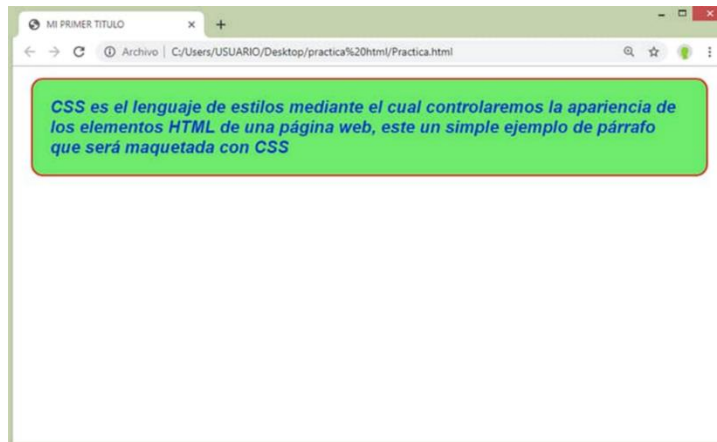 MI PRIMER TITULO
Archivo | C:/Users/USUARIO/Desktop/practica%20html/Practica.html
CSS es el lenguaje de estilos mediante el cual controlaremos la apariencia de
los elementos HTML de una página web, este un simple ejemplo de párrafo
que será maquetada con CSS